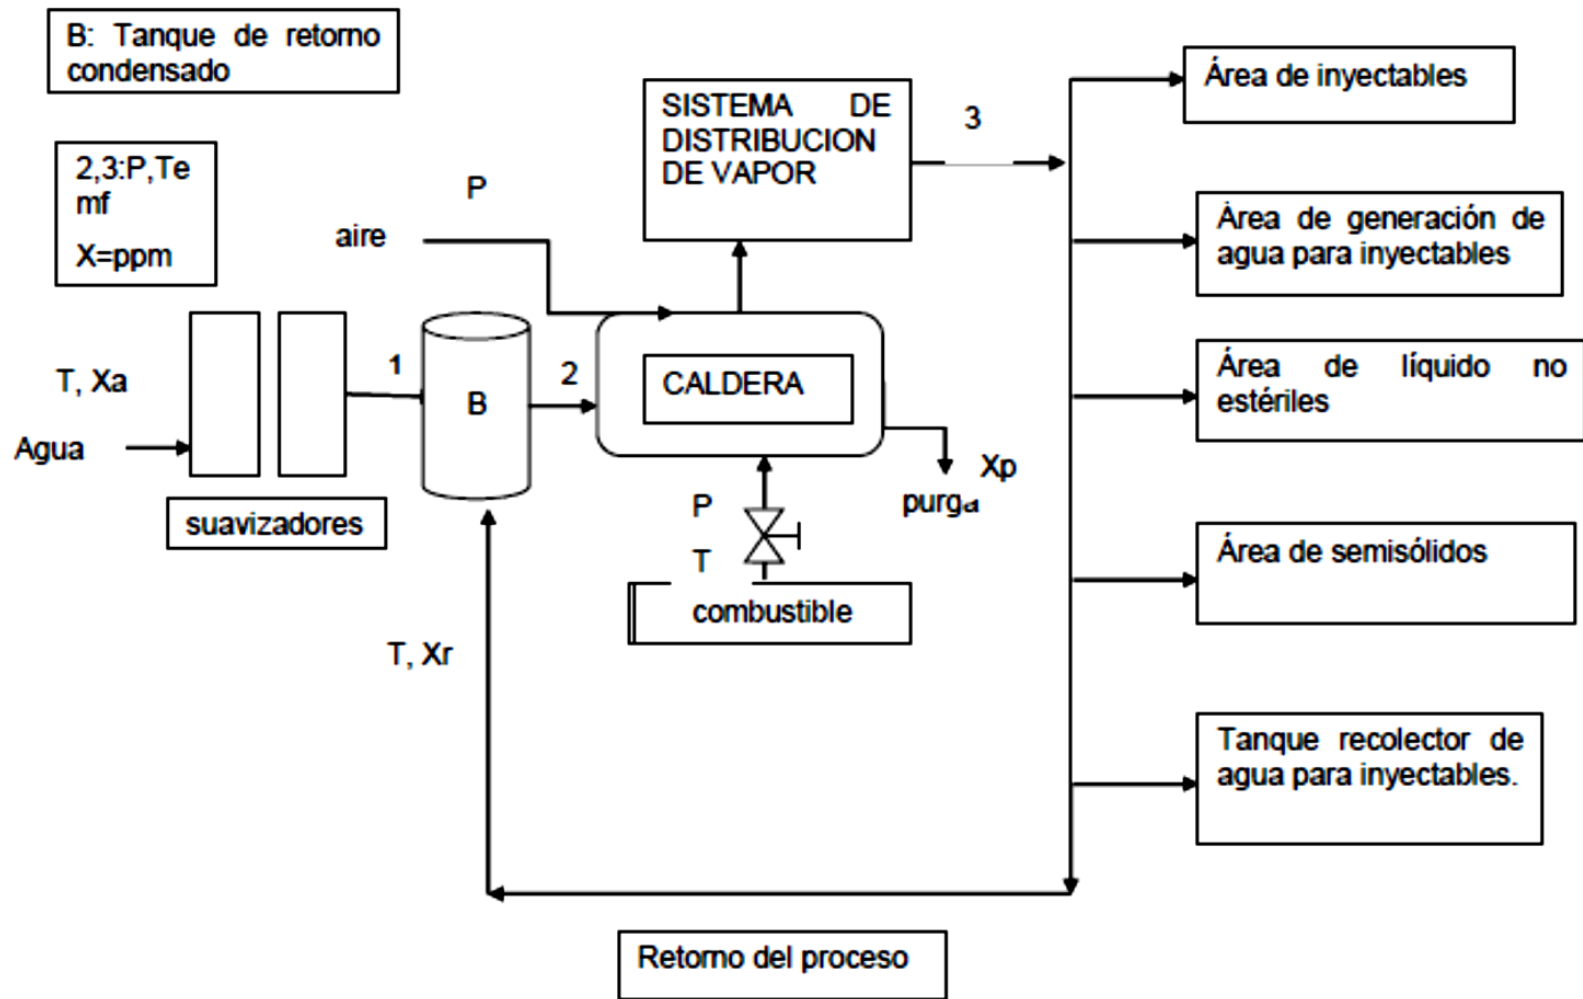 B: Tanque de retorno
condensado
2,3:P,Te
mf
X=ppm
T, Xa
Agua
suavizadores
1
B
2
aire
P
SISTEMA DE
DISTRIBUCION
DE VAPOR
3
CALDERA
Xp
purga
P
T
combustible
T, Xr
Retorno del proceso
Área de inyectables
Área de generación de
agua para inyectables
Área de líquido no
estériles
Área de semisólidos
Tanque recolector de
agua para inyectables.